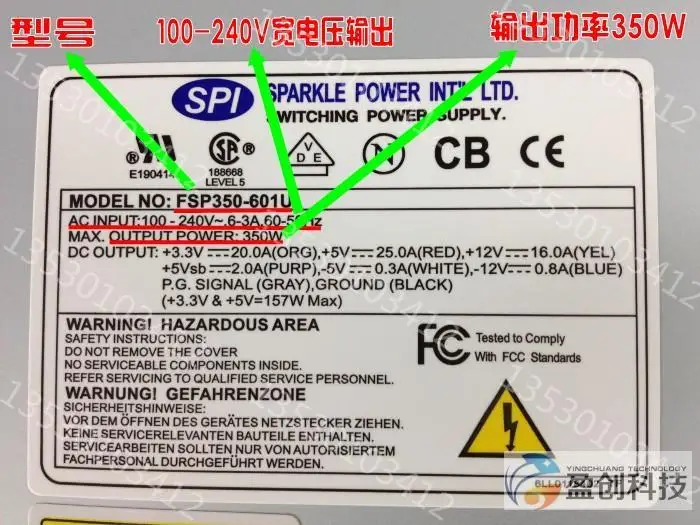 型号
100-240V宽电压输出
输出功率350W
SPI
SPARKLE POWER INT'L LTD.
SWITCHING POWER SUPPLY.
E190414
188668
LEVEL 5
VDE
N
CB
CE
MODEL NO: FSP350-601U
AC INPUT:100 - 240V~,6-3A,60-50Hz
MAX. OUTPUT POWER: 350W
DC OUTPUT: +3.3V⎓20.0A(ORG),+5V⎓25.0A(RED),+12V⎓16.0A(YEL)
+5Vsb⎓2.0A(PURP),-5V⎓0.3A(WHITE),-12V⎓0.8A(BLUE)
P.G. SIGNAL (GRAY),GROUND (BLACK)
(+3.3V & +5V=157W Max)
WARNING! HAZARDOUS AREA
SAFETY INSTRUCTIONS:
DO NOT REMOVE THE COVER
NO SERVICEABLE COMPONENTS INSIDE.
REFER SERVICING TO QUALIFIED SERVICE PERSONNEL.
FC
Tested to Comply
With FCC Standards
WARNUNG! GEFAHRENZONE
SICHERHEITSHINWEISE:
VOR DEM ÖFFNEN DES GERÄTES NETZSTECKER ZIEHEN.
KEINE SERVICERELEVANTEN BAUTEILE ENTHALTEN.
SERVICEARBEITEN SOLLTEN NUR VON AUTORISIERTEM
FACHPERSONAL DURCHGEFÜHRT WERDEN.
YINGCHUANG TECHNOLOGY
盈创科技
13530103412